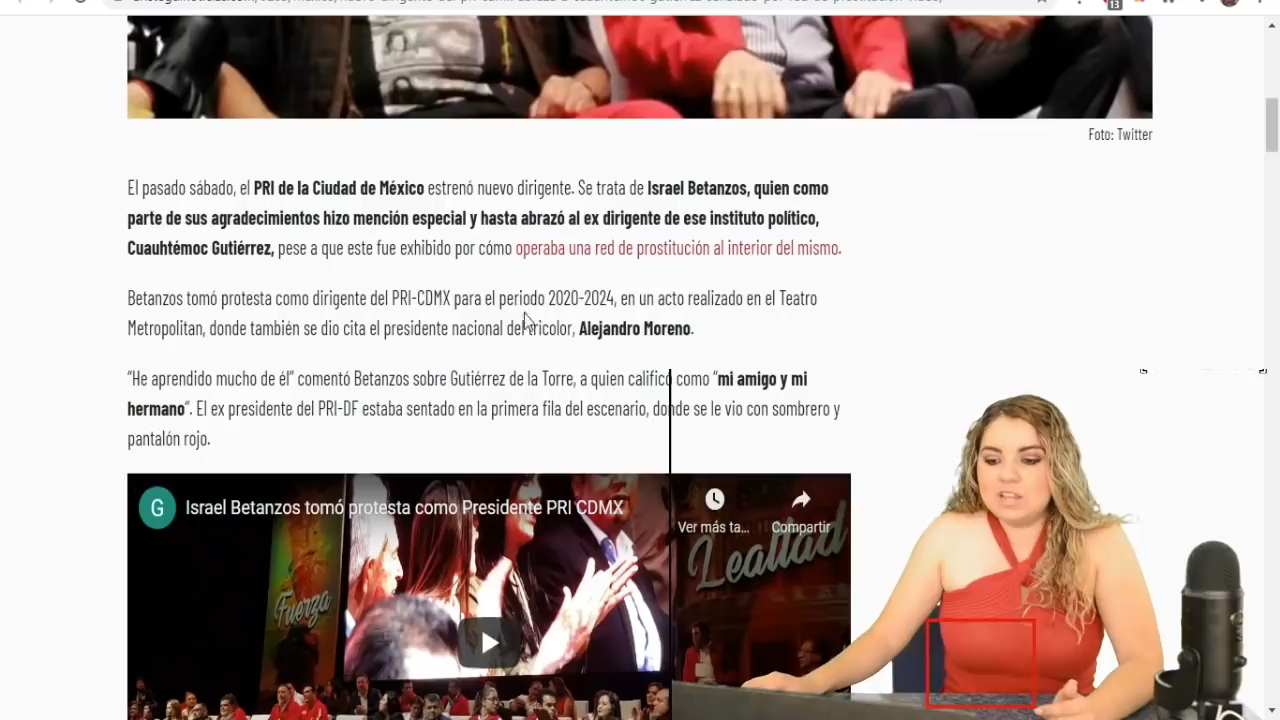 13
Foto: Twitter
El pasado sábado, el PRI de la Ciudad de México estrenó nuevo dirigente. Se trata de Israel Betanzos, quien como
parte de sus agradecimientos hizo mención especial y hasta abrazó al ex dirigente de ese instituto político,
Cuauhtémoc Gutiérrez, pese a que este fue exhibido por cómo operaba una red de prostitución al interior del mismo.
Betanzos tomó protesta como dirigente del PRI-CDMX para el periodo 2020-2024, en un acto realizado en el Teatro
Metropolitan, donde también se dio cita el presidente nacional del tricolor, Alejandro Moreno.
“He aprendido mucho de él” comentó Betanzos sobre Gutiérrez de la Torre, a quien calificó como “mi amigo y mi
hermano“. El ex presidente del PRI-DF estaba sentado en la primera fila del escenario, donde se le vio con sombrero y
pantalón rojo.
G
Israel Betanzos tomó protesta como Presidente PRI CDMX
Ver más ta...
Compartir
Fuerza
Lealtad